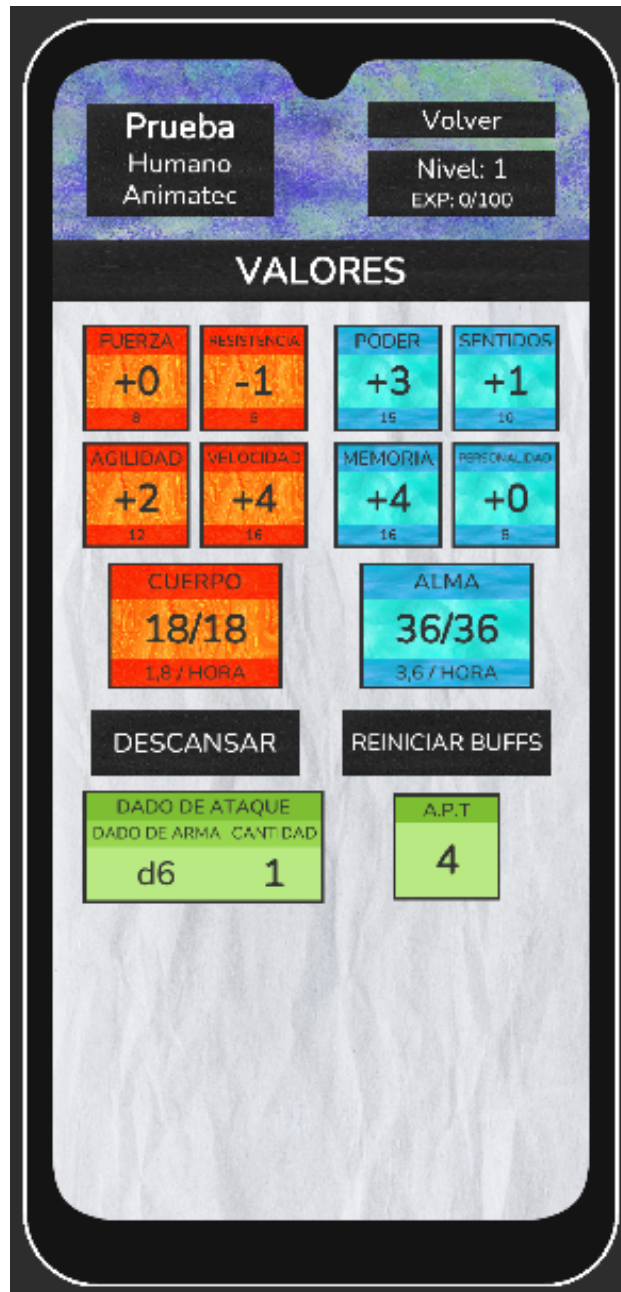 Prueba
Humano
Animatec
Volver
Nivel: 1
EXP: 0/100
VALORES
FUERZA
+0
8
RESISTENCIA
-1
PODER
+3
15
SENTIDOS
+1
10
AGILIDAD
+2
12
VELOCIDAD
+4
16
MEMORIA
+4
16
PERSONALIDAD
+0
CUERPO
18/18
1,8 / HORA
ALMA
36/36
3,6 / HORA
DESCANSAR
REINICIAR BUFFS
DADO DE ATAQUE
DADO DE ARMA CANTIDAD
d6 1
A.P.T
4